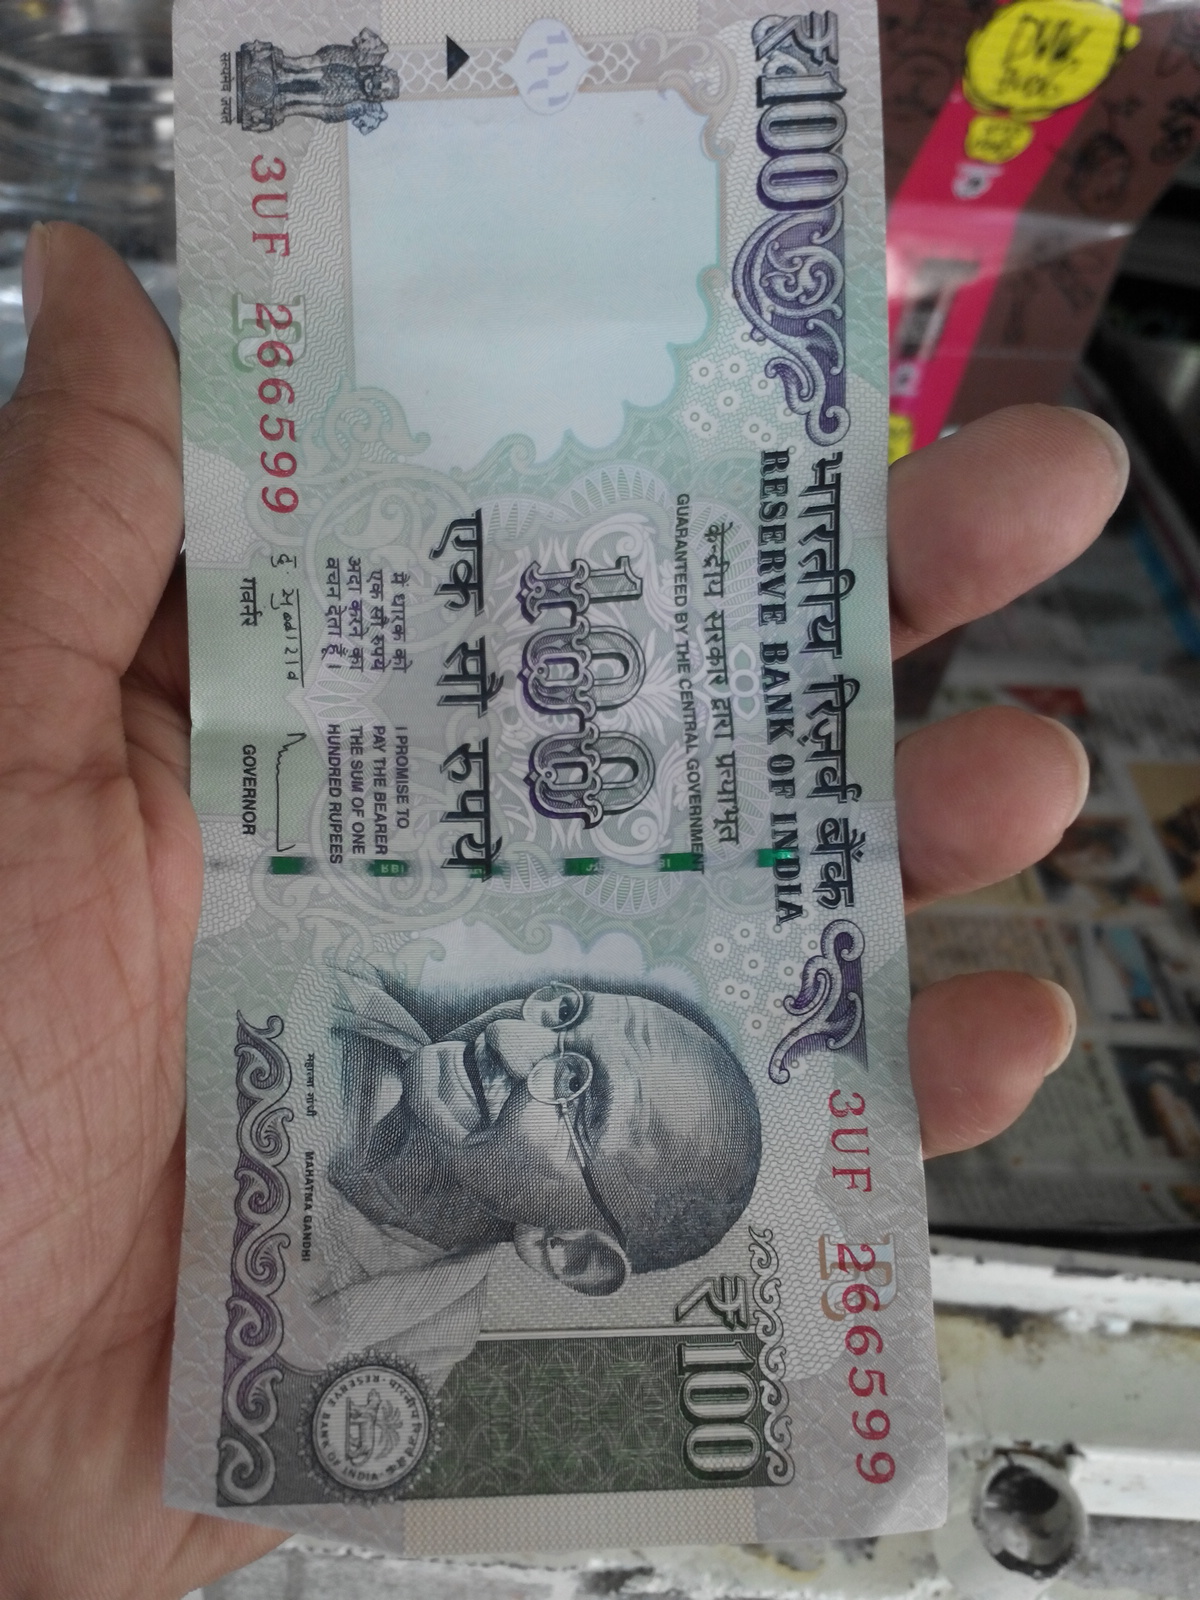 ₹100
भारतीय रिज़र्व बैंक
RESERVE BANK OF INDIA
3UF 266599
केन्द्रीय सरकार द्वारा प्रत्याभूत
GUARANTEED BY THE CENTRAL GOVERNMENT
100
एक सौ रुपये
₹100
मैं धारक को
एक सौ रुपये
अदा करने का
वचन देता हूँ।
I PROMISE TO
PAY THE BEARER
THE SUM OF ONE
HUNDRED RUPEES
गवर्नर
GOVERNOR
महात्मा गांधी
MAHATMA GANDHI
RESERVE BANK OF INDIA
सत्यमेव जयते
3UF 266599